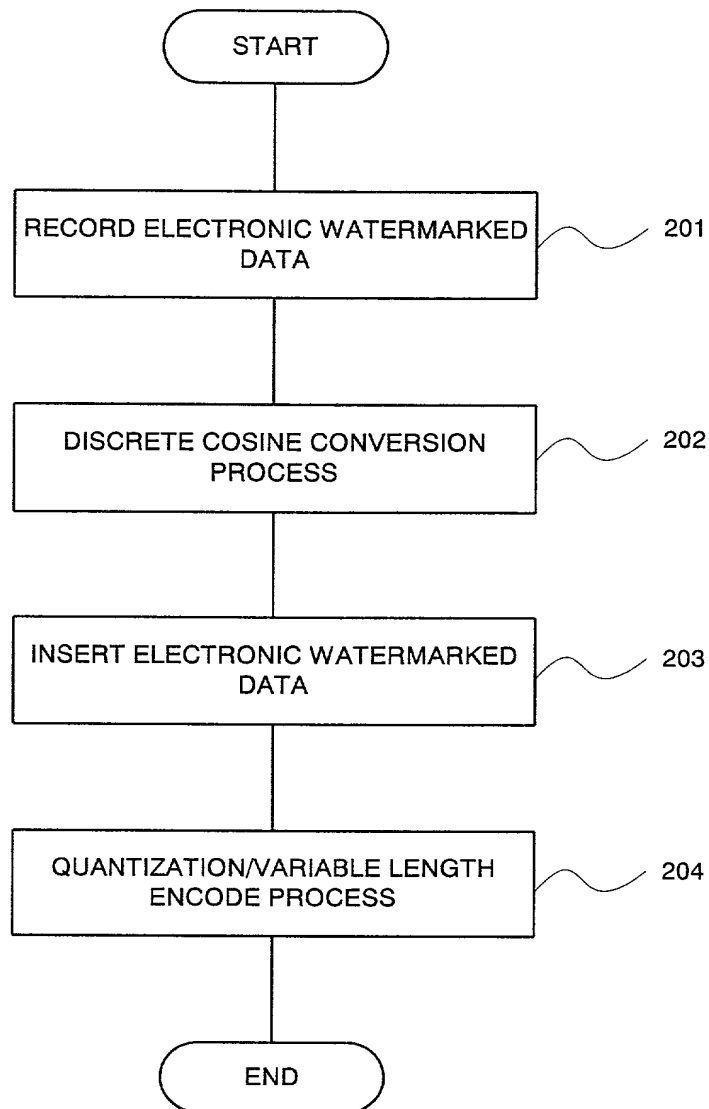 START
RECORD ELECTRONIC WATERMARKED
DATA
201
DISCRETE COSINE CONVERSION
PROCESS
202
INSERT ELECTRONIC WATERMARKED
DATA
203
QUANTIZATION/VARIABLE LENGTH
ENCODE PROCESS
204
END